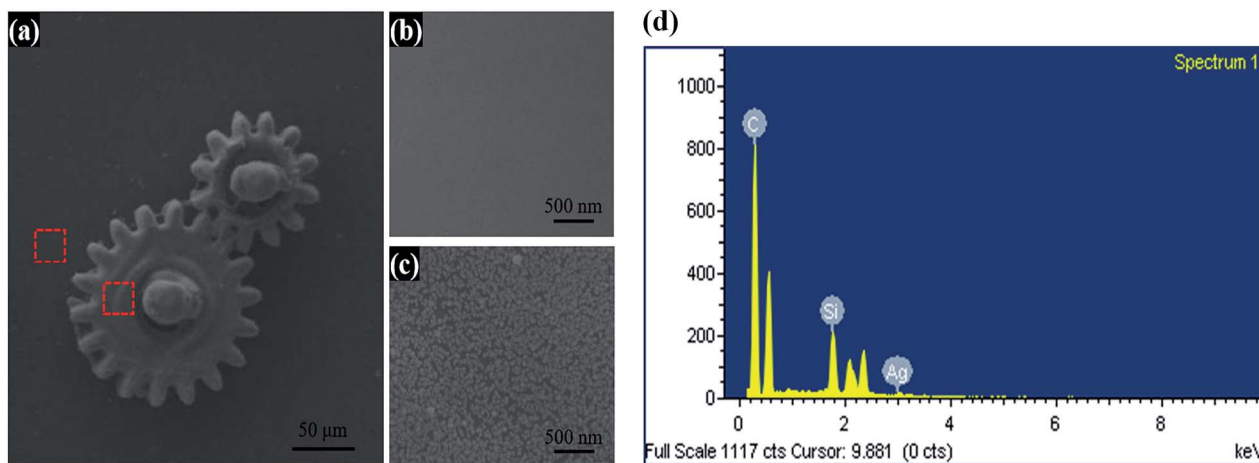 (a)
50 μm
(b)
500 nm
(c)
500 nm
(d)
Spectrum 1
1000
800
600
400
200
0
C
Si
Ag
0 2 4 6 8
Full Scale 1117 cts Cursor: 9.881 (0 cts)
keV